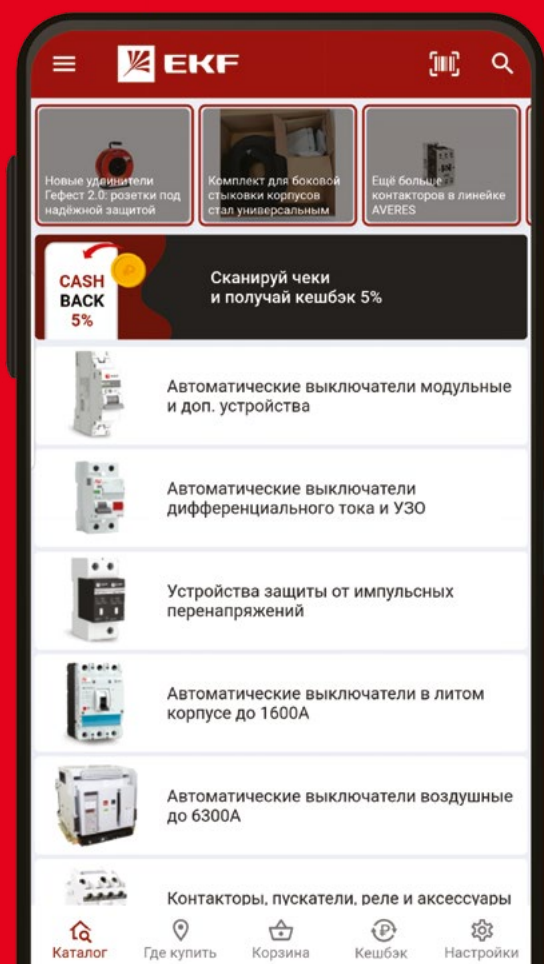 EKF
Новые удлинители
Гефест 2.0: розетки под
надёжной защитой
Комплект для боковой
стыковки корпусов
стал универсальным
Ещё больше
контакторов в линейке
AVERES
CASH
BACK
5%
Сканируй чеки
и получай кешбэк 5%
Автоматические выключатели модульные
и доп. устройства
Автоматические выключатели
дифференциального тока и УЗО
Устройства защиты от импульсных
перенапряжений
Автоматические выключатели в литом
корпусе до 1600А
Автоматические выключатели воздушные
до 6300А
Контакторы, пускатели, реле и аксессуары
Каталог
Где купить
Корзина
Кешбэк
Настройки